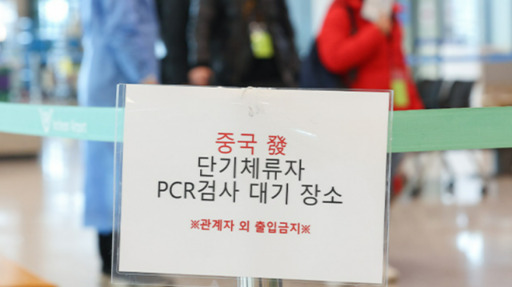 중국 發
단기체류자
PCR검사 대기 장소
※관계자 외 출입금지※